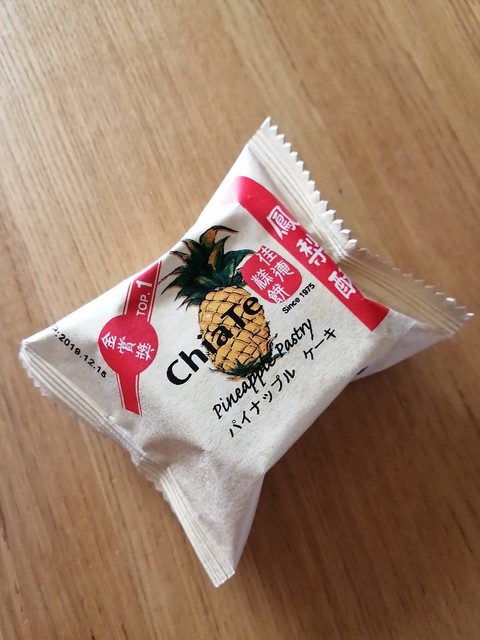 鳳梨酥
佳德
糕餅
Since 1975
TOP.1
金賞獎
ChiaTe
Pineapple Pastry
パイナップル ケーキ
2019.12.15